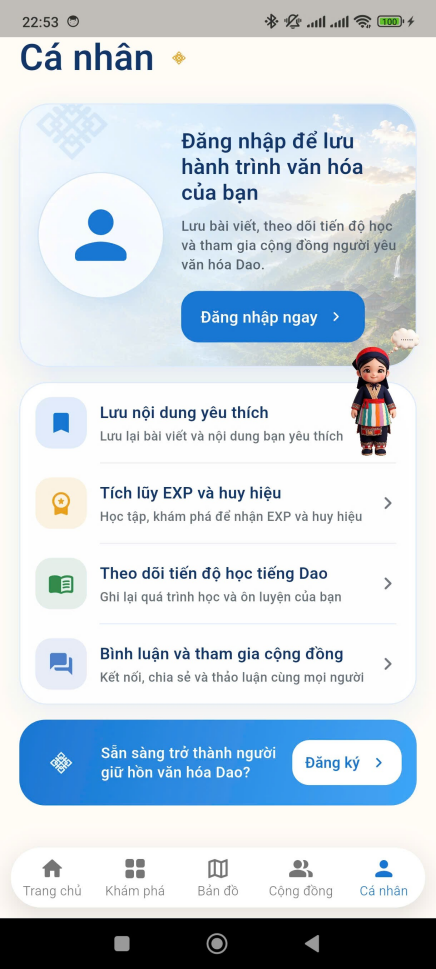 22:53
100
Cá nhân
Đăng nhập để lưu
hành trình văn hóa
của bạn
Lưu bài viết, theo dõi tiến độ học
và tham gia cộng đồng người yêu
văn hóa Dao.
Đăng nhập ngay
Lưu nội dung yêu thích
Lưu lại bài viết và nội dung bạn yêu thích
Tích lũy EXP và huy hiệu
Học tập, khám phá để nhận EXP và huy hiệu
Theo dõi tiến độ học tiếng Dao
Ghi lại quá trình học và ôn luyện của bạn
Bình luận và tham gia cộng đồng
Kết nối, chia sẻ và thảo luận cùng mọi người
Sẵn sàng trở thành người
giữ hồn văn hóa Dao?
Đăng ký
Trang chủ
Khám phá
Bản đồ
Cộng đồng
Cá nhân